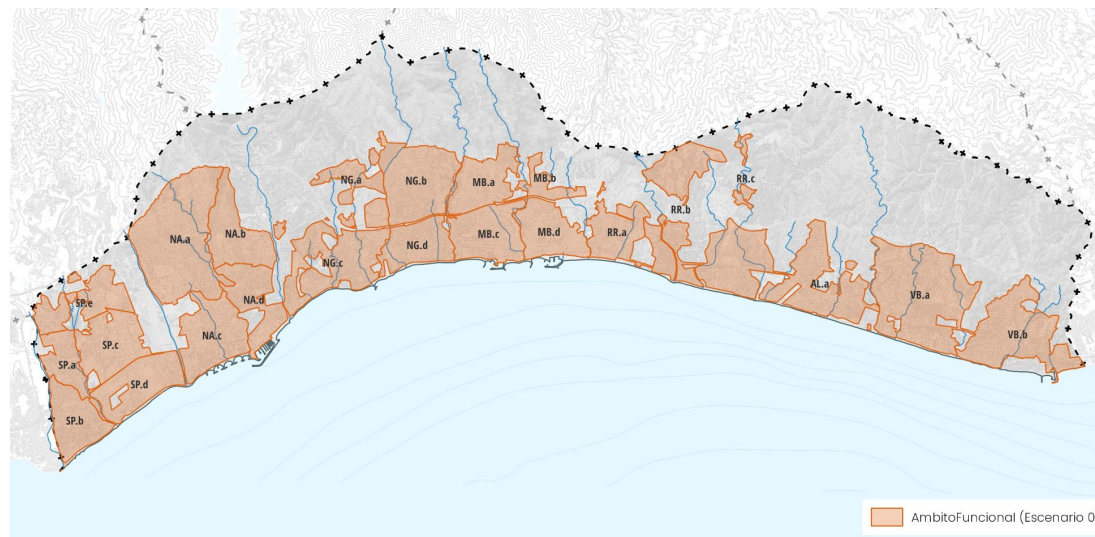 NG.a
NG.b
MB.a
MB.b
RR.c
RR.b
NA.a
NA.b
NG.c
NG.d
MB.c
MB.d
RR.a
SP.e
NA.d
AL.a
VB.a
SP.c
NA.c
VB.b
SP.a
SP.d
SP.b
AmbitoFuncional (Escenario 0